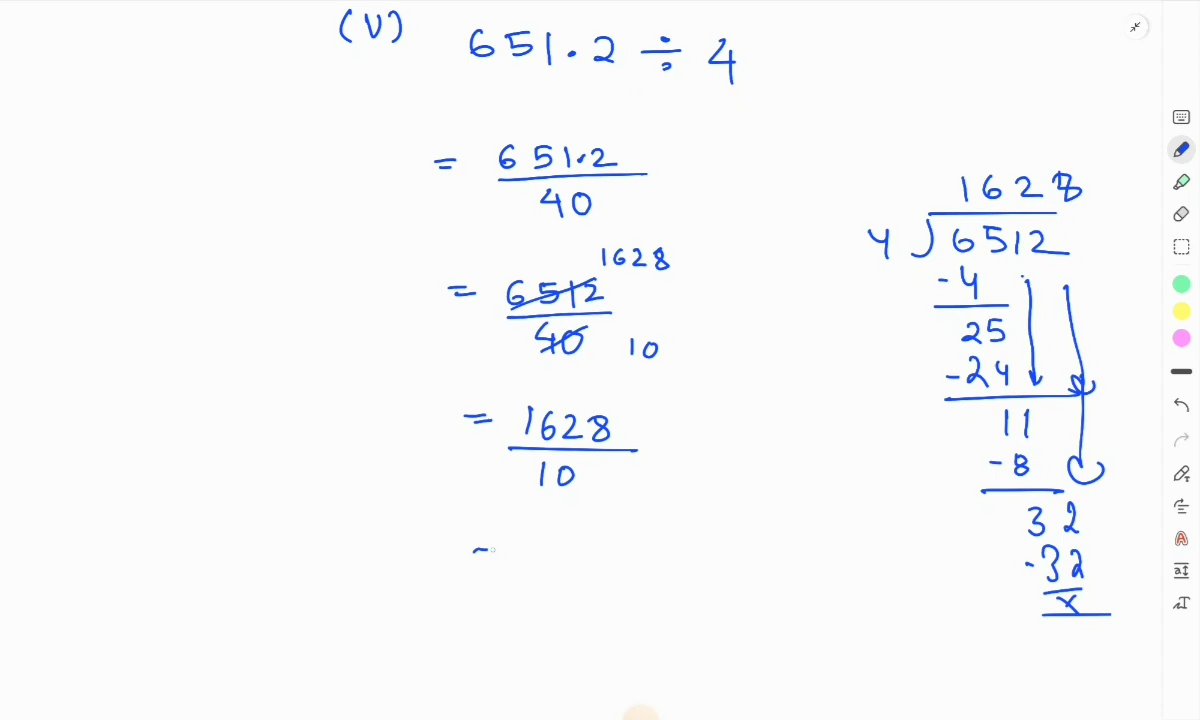 (V) 651.2 ÷ 4
= 651.2 / 40
1628
= 6512 / 40
10
= 1628 / 10
1628
4 ) 6512
-4
25
-24
11
-8
32
-32
x